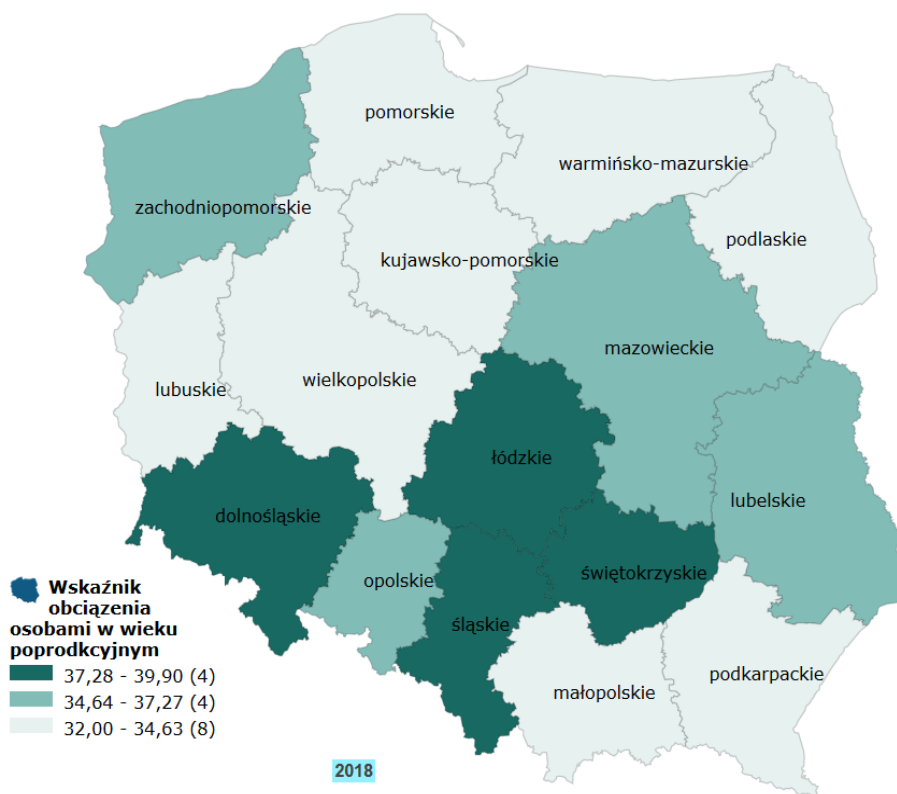 pomorskie
warmińsko-mazurskie
zachodniopomorskie
podlaskie
kujawsko-pomorskie
mazowieckie
wielkopolskie
lubuskie
łódzkie
lubelskie
dolnośląskie
opolskie
świętokrzyskie
śląskie
podkarpackie
małopolskie
Wskaźnik
obciązenia
osobami w wieku
poprodkcyjnym
37,28 - 39,90 (4)
34,64 - 37,27 (4)
32,00 - 34,63 (8)
2018